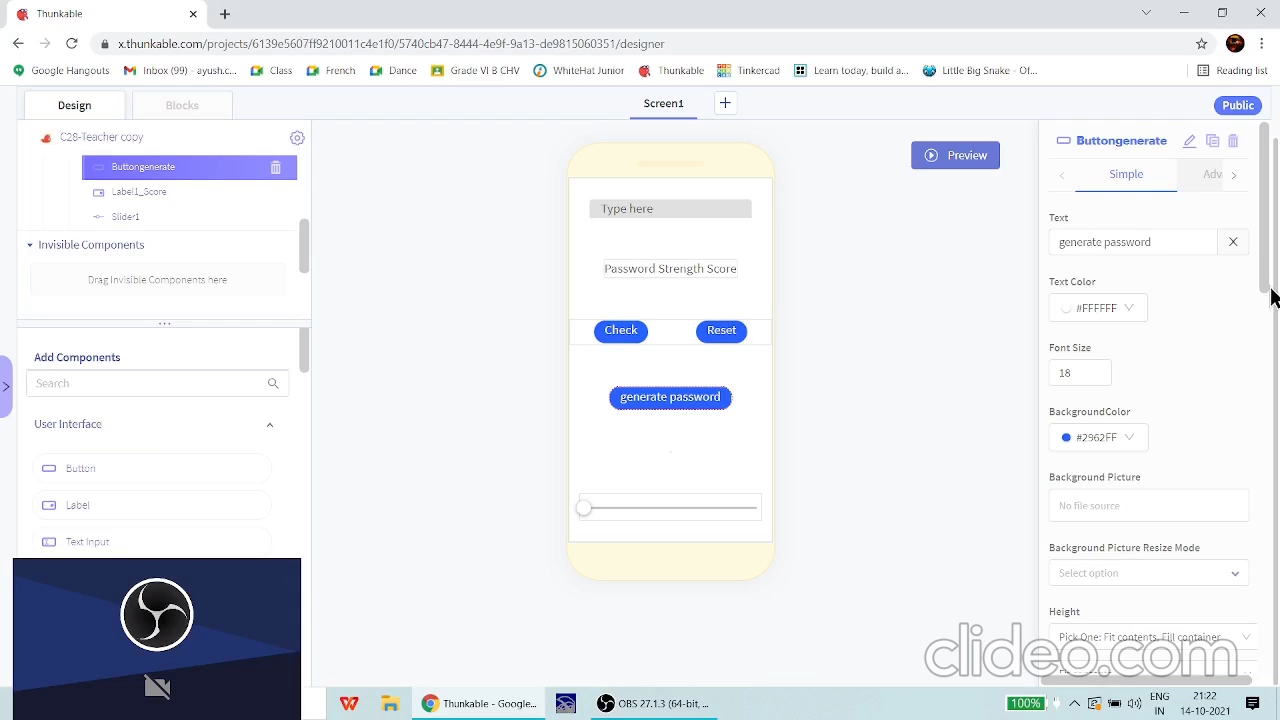 Thunkable
x.thunkable.com/projects/6139e5607ff9210011c4e1f0/5740cb47-8444-4e9f-9ad1-de9815060351/designer
Google Hangouts
Inbox (99) - ayush.c...
Class
French
Dance
Grade VI B CHV
WhiteHat Junior
Thunkable
Tinkercad
Learn today, build a...
Little Big Snake - Of...
Reading list
Design
Blocks
Screen1
Public
C28-Teacher copy
Buttongenerate
Label1_Score
Slider1
Invisible Components
Drag Invisible Components here
Add Components
Search
User Interface
Button
Label
Text Input
Preview
Type here
Password Strength Score
Check
Reset
generate password
Buttongenerate
Simple
Adv
Text
generate password
Text Color
#FFFFFF
Font Size
18
BackgroundColor
#2962FF
Background Picture
No file source
Background Picture Resize Mode
Select option
Height
Pick One: Fit contents, Fill container
clideo.com
Thunkable - Google...
OBS 27.1.3 (64-bit, ...
100%
ENG
IN
21:22
14-10-2021